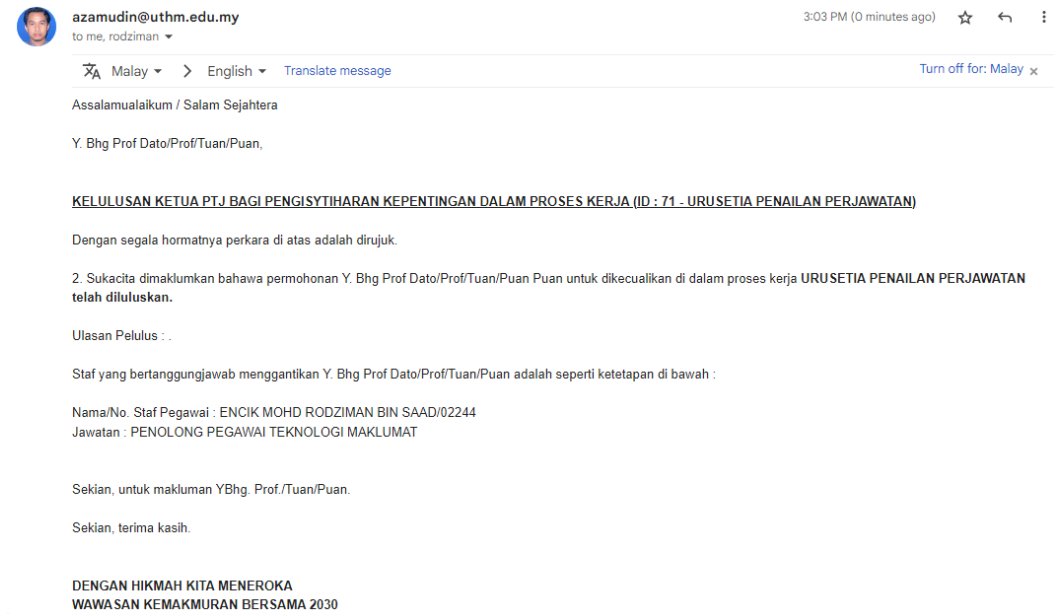 azamudin@uthm.edu.my
3:03 PM (0 minutes ago)
to me, rodziman
Malay > English Translate message
Turn off for: Malay x
Assalamualaikum / Salam Sejahtera
Y. Bhg Prof Dato/Prof/Tuan/Puan,
KELULUSAN KETUA PTJ BAGI PENGISYTIHARAN KEPENTINGAN DALAM PROSES KERJA (ID : 71 - URUSETIA PENAILAN PERJAWATAN)
Dengan segala hormatnya perkara di atas adalah dirujuk.
2. Sukacita dimaklumkan bahawa permohonan Y. Bhg Prof Dato/Prof/Tuan/Puan Puan untuk dikecualikan di dalam proses kerja URUSETIA PENAILAN PERJAWATAN
telah diluluskan.
Ulasan Pelulus : .
Staf yang bertanggungjawab menggantikan Y. Bhg Prof Dato/Prof/Tuan/Puan adalah seperti ketetapan di bawah :
Nama/No. Staf Pegawai : ENCIK MOHD RODZIMAN BIN SAAD/02244
Jawatan : PENOLONG PEGAWAI TEKNOLOGI MAKLUMAT
Sekian, untuk makluman YBhg. Prof./Tuan/Puan.
Sekian, terima kasih.
DENGAN HIKMAH KITA MENEROKA
WAWASAN KEMAKMURAN BERSAMA 2030